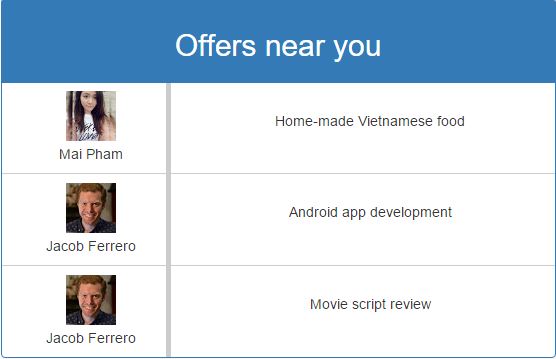 Offers near you
Home-made Vietnamese food
Mai Pham
Android app development
Jacob Ferrero
Movie script review
Jacob Ferrero